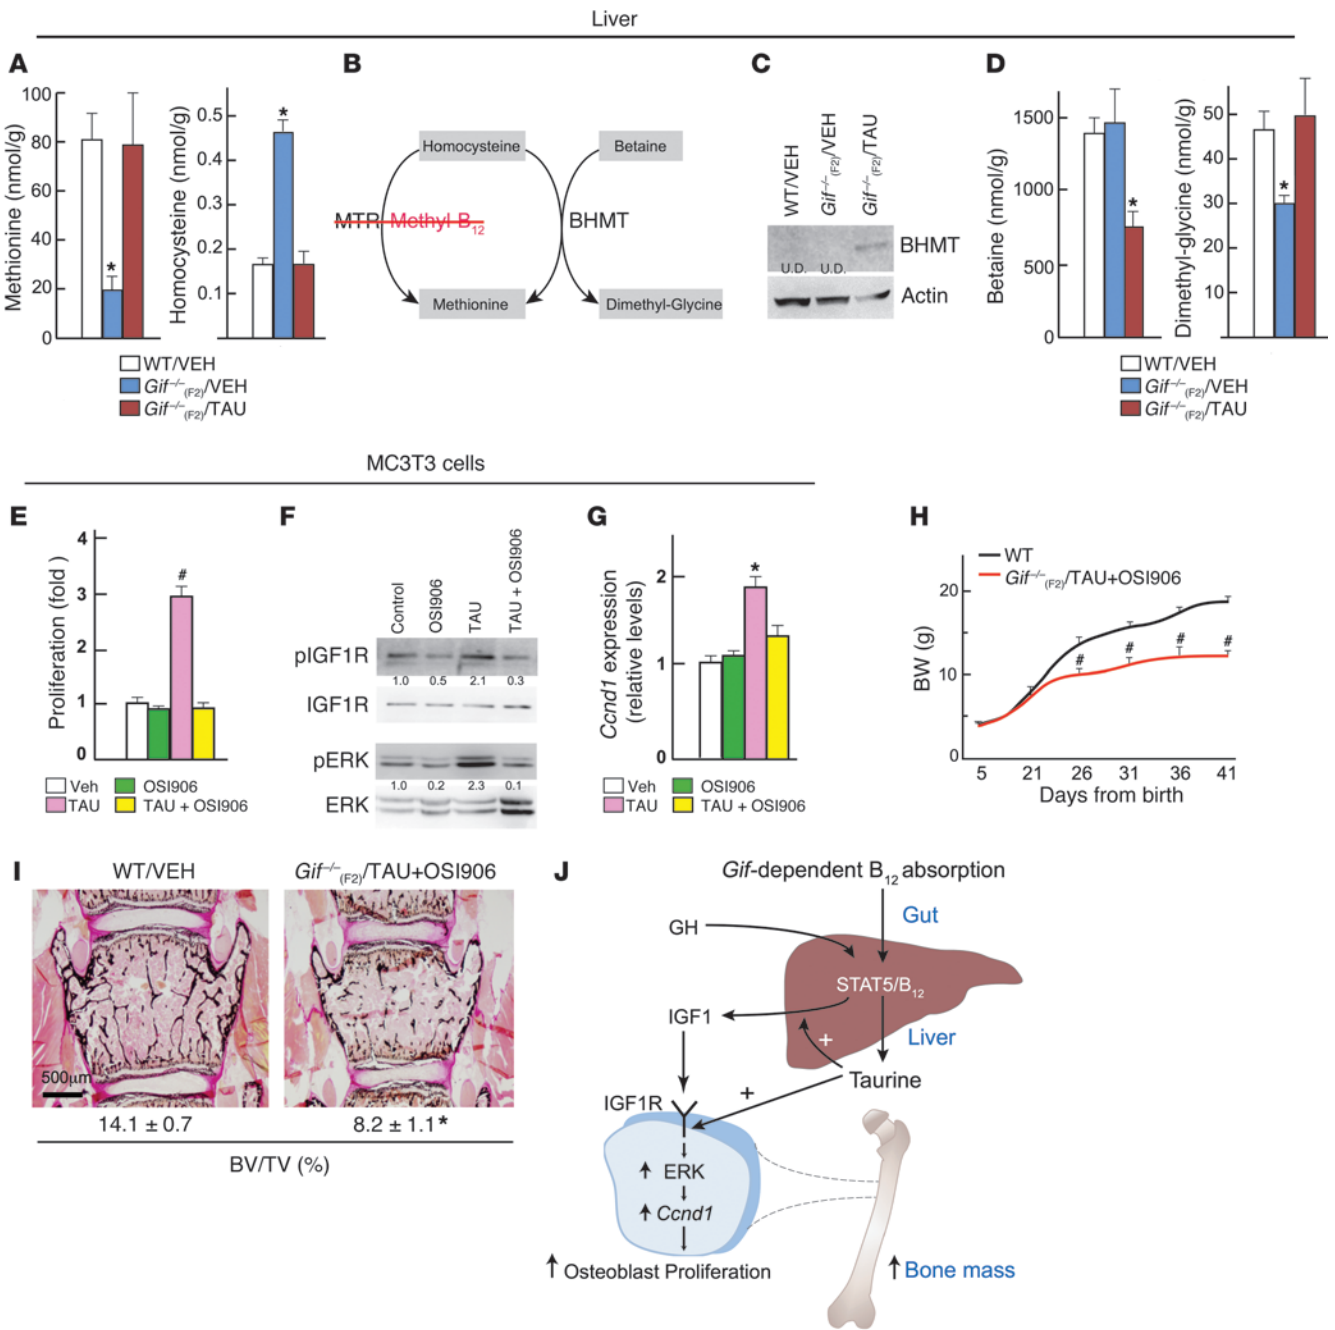 Liver
A
Methionine (nmol/g)
100
80
60
40
20
0
*
Homocysteine (nmol/g)
0.5
0.4
0.3
0.2
0.1
*
WT/VEH
Gif−/−(F2)/VEH
Gif−/−(F2)/TAU
B
Homocysteine
Betaine
MTR
Methyl-B12
BHMT
Methionine
Dimethyl-Glycine
C
WT/VEH
Gif−/−(F2)/VEH
Gif−/−(F2)/TAU
BHMT
U.D.
U.D.
Actin
D
Betaine (nmol/g)
1500
1000
500
0
*
Dimethyl-glycine (nmol/g)
50
40
30
20
10
*
WT/VEH
Gif−/−(F2)/VEH
Gif−/−(F2)/TAU
MC3T3 cells
E
Proliferation (fold )
4
3
2
1
0
#
Veh
OSI906
TAU
TAU + OSI906
F
Control
OSI906
TAU
TAU + OSI906
pIGF1R
1.0 0.5 2.1 0.3
IGF1R
pERK
1.0 0.2 2.3 0.1
ERK
G
Ccnd1 expression
(relative levels)
2
1
0
*
Veh
OSI906
TAU
TAU + OSI906
H
WT
Gif−/−(F2)/TAU+OSI906
BW (g)
20
10
0
# # # #
5 21 26 31 36 41
Days from birth
I
WT/VEH
Gif−/−(F2)/TAU+OSI906
500µm
14.1 ± 0.7
8.2 ± 1.1*
BV/TV (%)
J
Gif-dependent B12 absorption
Gut
GH
STAT5/B12
IGF1
Liver
+
Taurine
+
IGF1R
ERK
Ccnd1
Osteoblast Proliferation
Bone mass